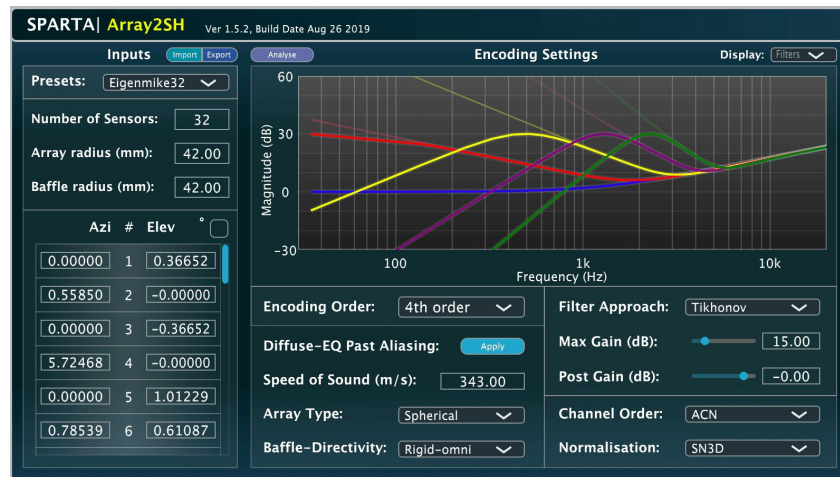 SPARTA| Array2SH Ver 1.5.2, Build Date Aug 26 2019
Inputs Import Export Analyse Encoding Settings Display: Filters
Presets: Eigenmike32
Number of Sensors: 32
Array radius (mm): 42.00
Baffle radius (mm): 42.00
Azi # Elev °
0.00000 1 0.36652
0.55850 2 -0.00000
0.00000 3 -0.36652
5.72468 4 -0.00000
0.00000 5 1.01229
0.78539 6 0.61087
60
30
0
-30
Magnitude (dB)
100 1k 10k
Frequency (Hz)
Encoding Order: 4th order
Diffuse-EQ Past Aliasing: Apply
Speed of Sound (m/s): 343.00
Array Type: Spherical
Baffle-Directivity: Rigid-omni
Filter Approach: Tikhonov
Max Gain (dB): 15.00
Post Gain (dB): -0.00
Channel Order: ACN
Normalisation: SN3D